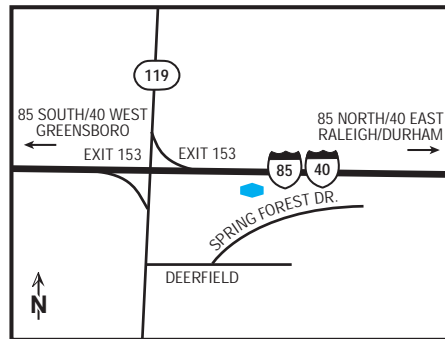 119
85 SOUTH/40 WEST
GREENSBORO
85 NORTH/40 EAST
RALEIGH/DURHAM
EXIT 153
EXIT 153
85
40
SPRING FOREST DR.
DEERFIELD
N